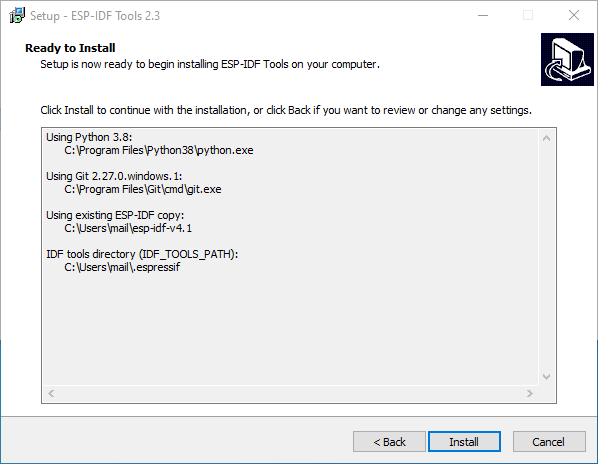 Setup - ESP-IDF Tools 2.3
Ready to Install
Setup is now ready to begin installing ESP-IDF Tools on your computer.
Click Install to continue with the installation, or click Back if you want to review or change any settings.
Using Python 3.8:
C:\Program Files\Python38\python.exe
Using Git 2.27.0.windows.1:
C:\Program Files\Git\cmd\git.exe
Using existing ESP-IDF copy:
C:\Users\mail\esp-idf-v4.1
IDF tools directory (IDF_TOOLS_PATH):
C:\Users\mail\.espressif
< Back
Install
Cancel